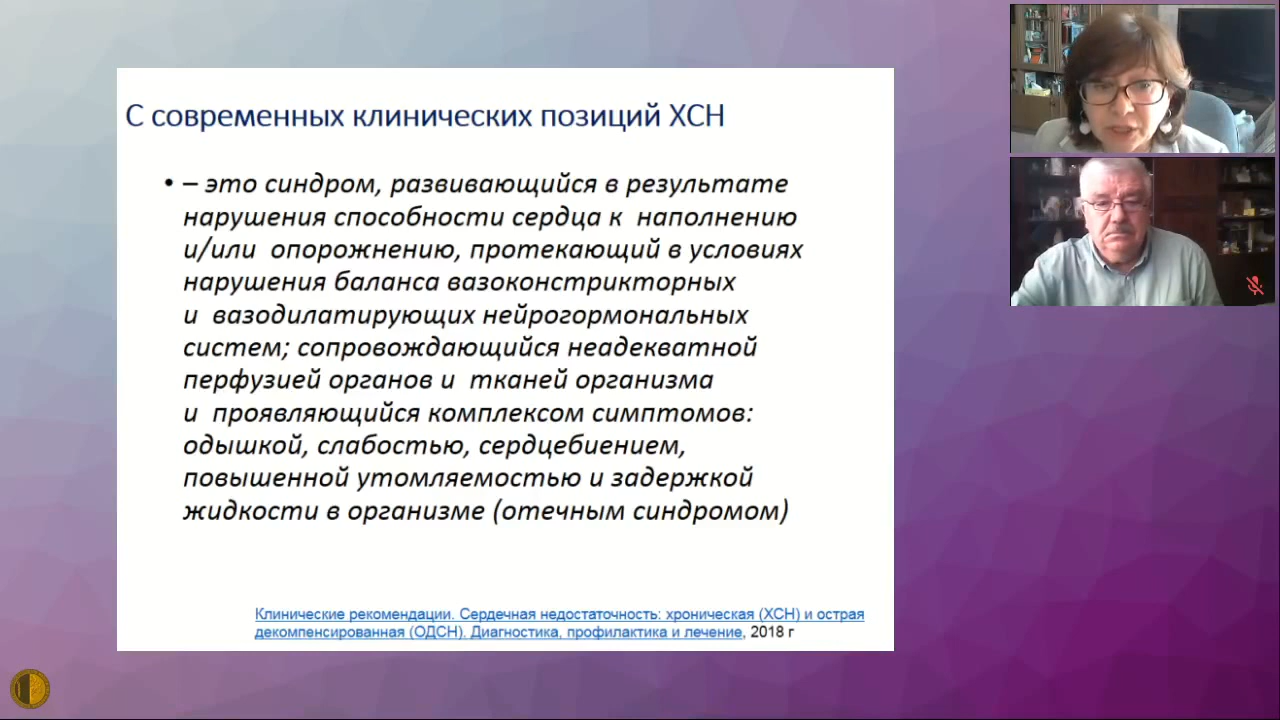 С современных клинических позиций ХСН
• – это синдром, развивающийся в результате
нарушения способности сердца к наполнению
и/или опорожнению, протекающий в условиях
нарушения баланса вазоконстрикторных
и вазодилатирующих нейрогормональных
систем; сопровождающийся неадекватной
перфузией органов и тканей организма
и проявляющийся комплексом симптомов:
одышкой, слабостью, сердцебиением,
повышенной утомляемостью и задержкой
жидкости в организме (отечным синдромом)
Клинические рекомендации. Сердечная недостаточность: хроническая (ХСН) и острая
декомпенсированная (ОДСН). Диагностика, профилактика и лечение, 2018 г